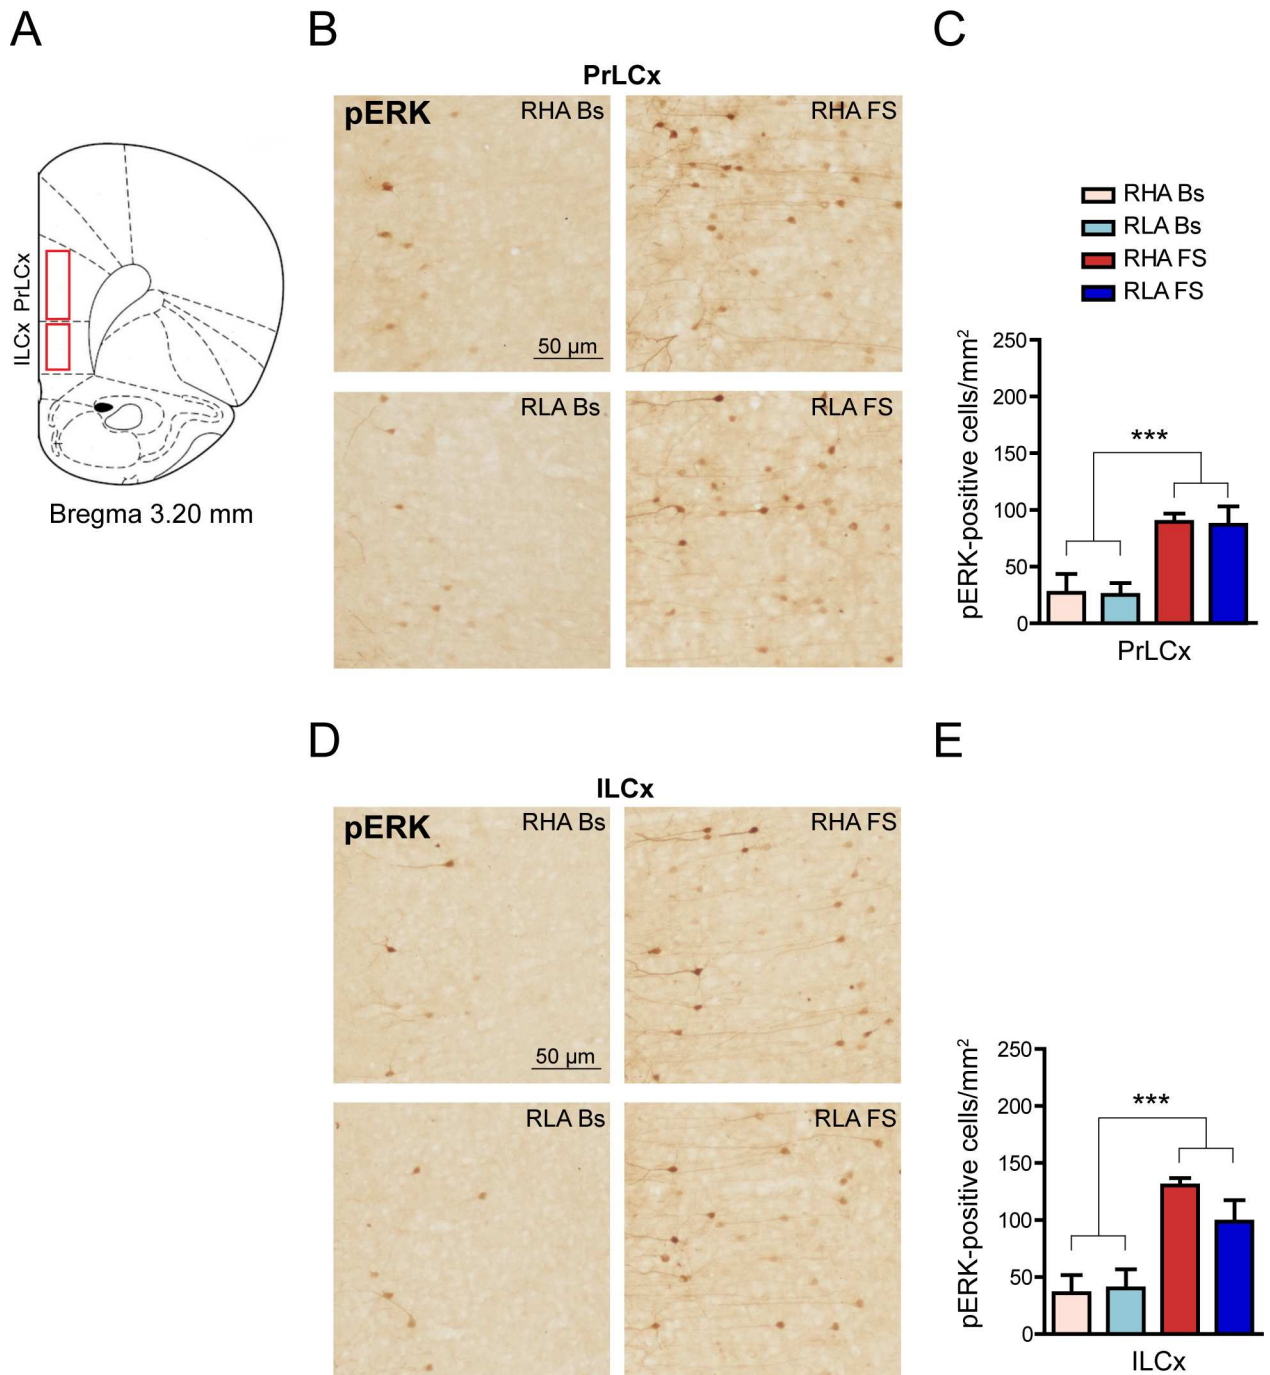 A
B
C
PrLCx
pERK
RHA Bs
RHA FS
50 µm
RLA Bs
RLA FS
PrLCx
ILCx
Bregma 3.20 mm
RHA Bs
RLA Bs
RHA FS
RLA FS
pERK-positive cells/mm²
250
200
150
100
50
0
***
PrLCx
D
E
ILCx
pERK
RHA Bs
RHA FS
50 µm
RLA Bs
RLA FS
pERK-positive cells/mm²
250
200
150
100
50
0
***
ILCx